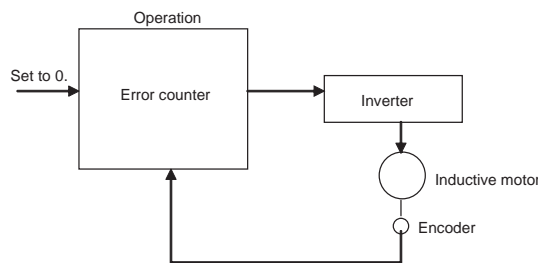 Operation
Set to 0.
Error counter
Inverter
Inductive motor
Encoder